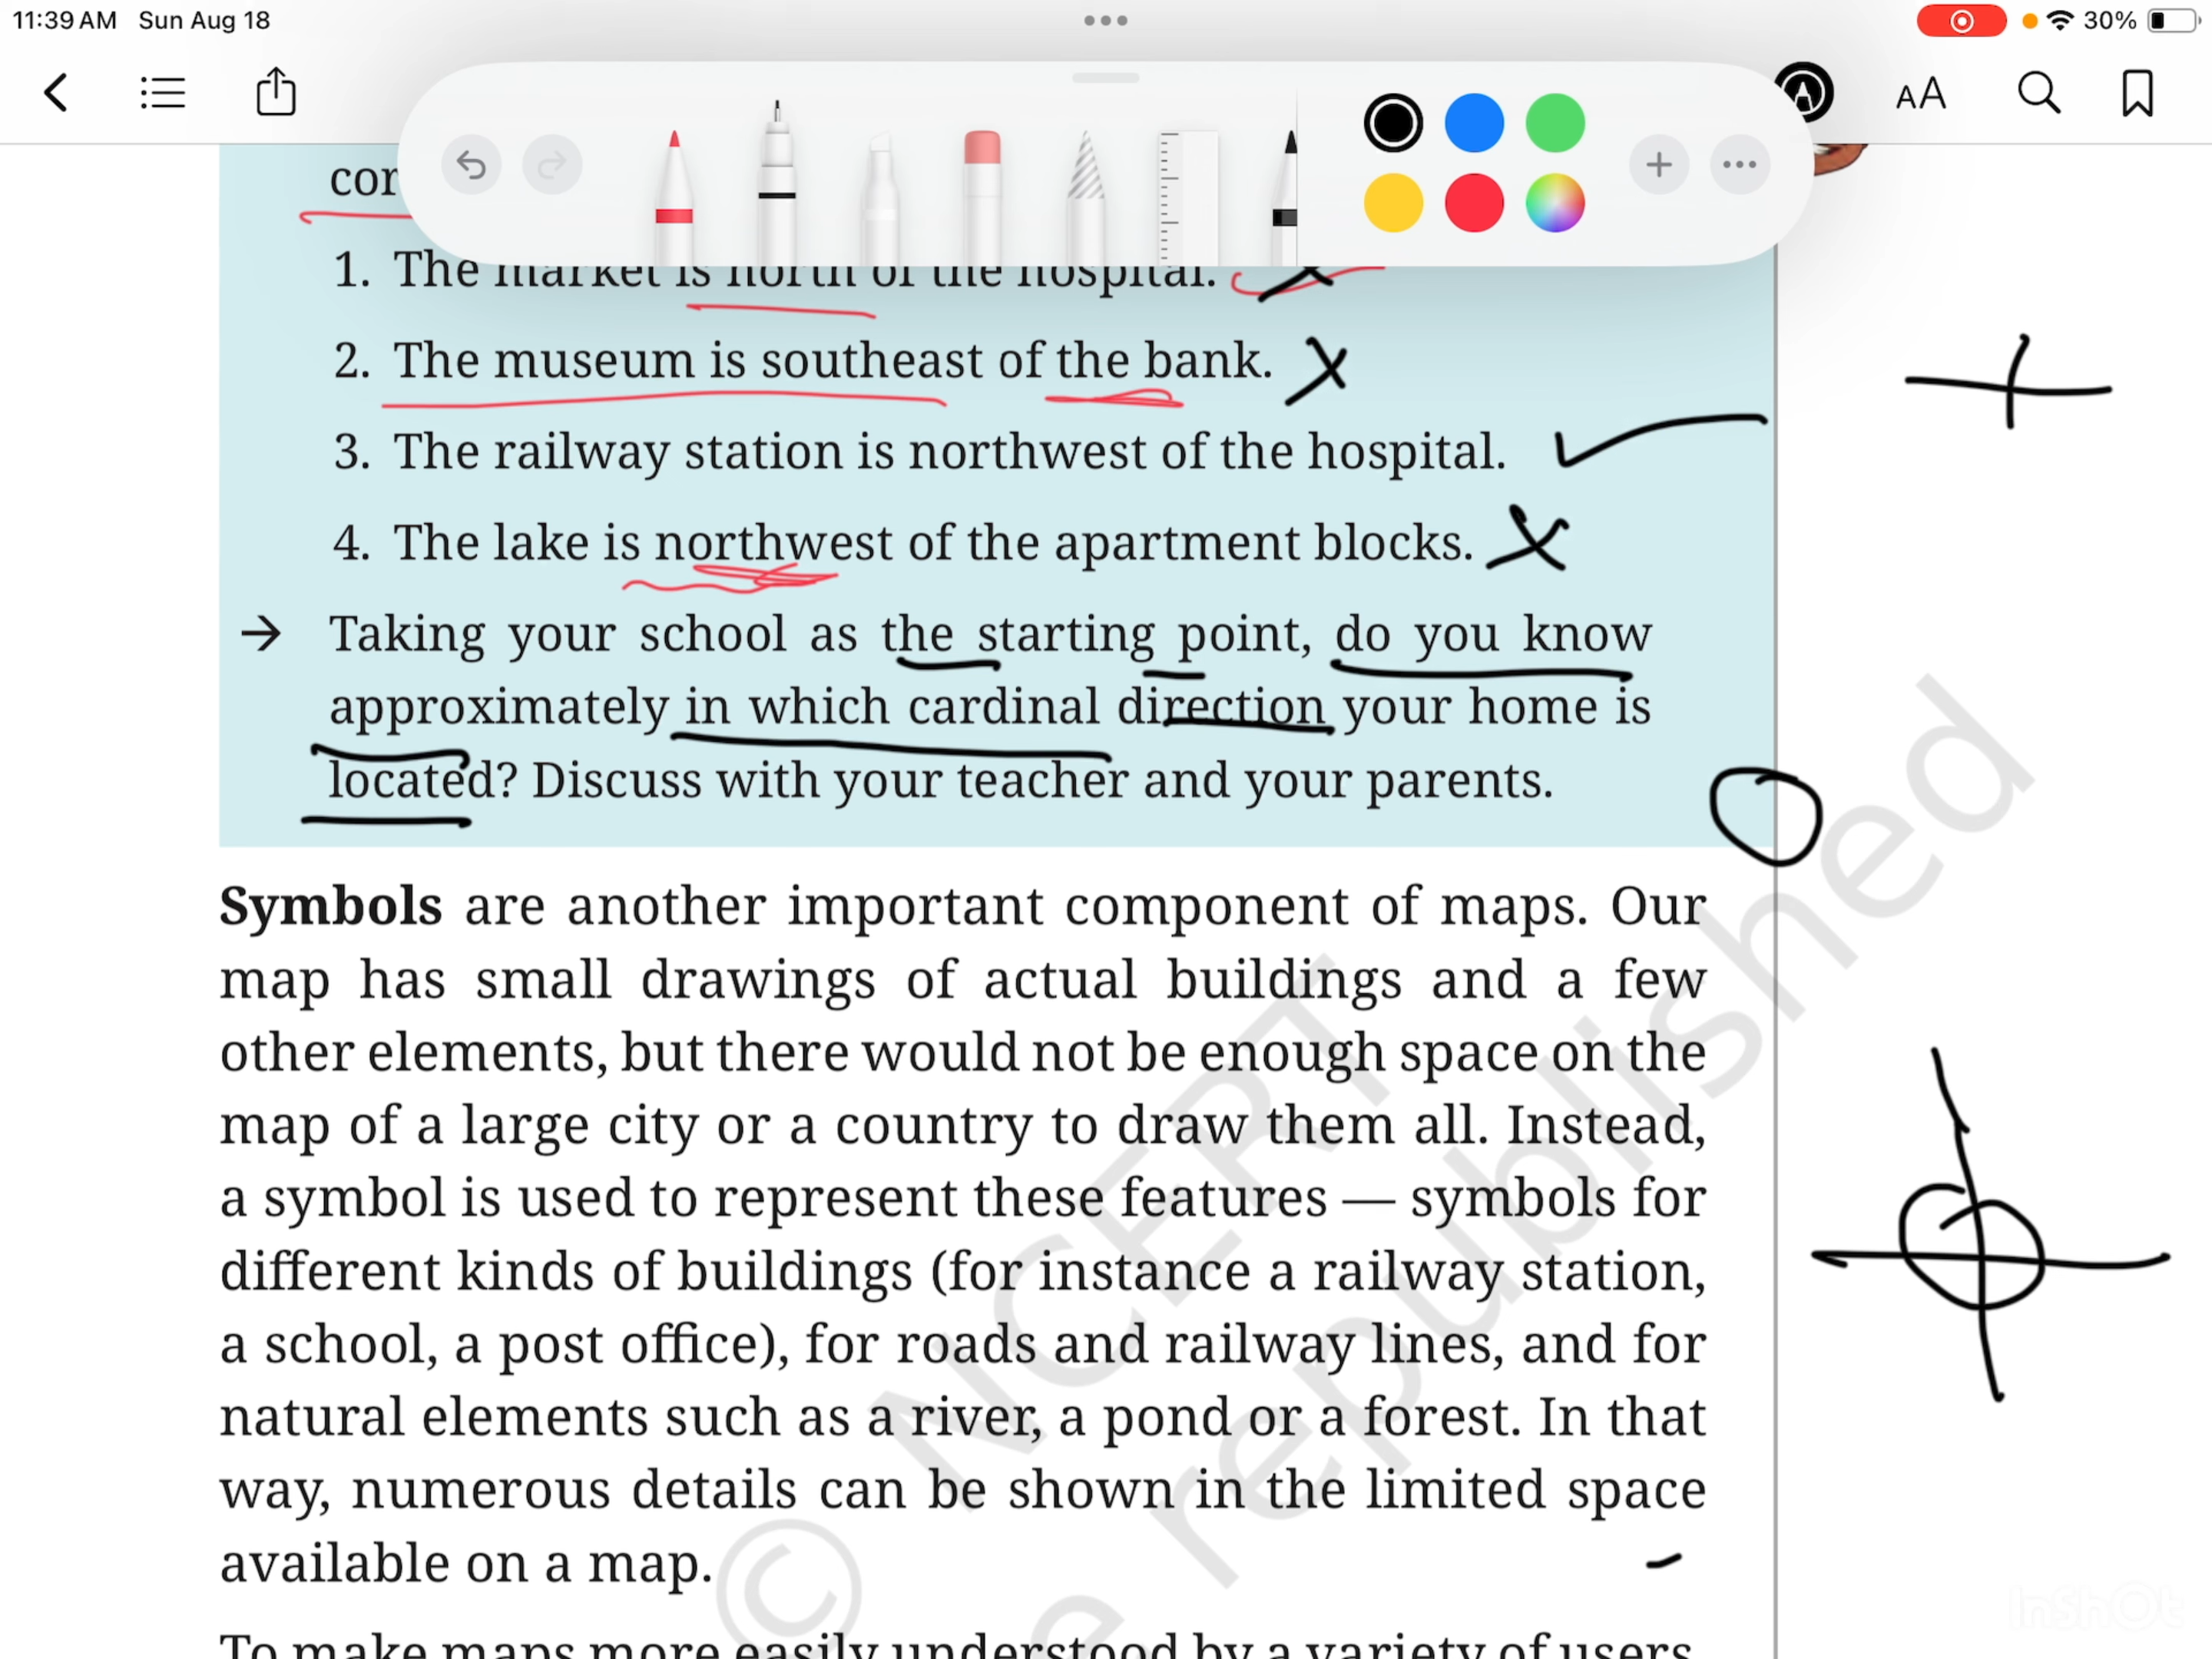 11:39 AM Sun Aug 18
30%
AA
cor
1. The market is north of the hospital.
2. The museum is southeast of the bank.
3. The railway station is northwest of the hospital.
4. The lake is northwest of the apartment blocks.
→ Taking your school as the starting point, do you know
approximately in which cardinal direction your home is
located? Discuss with your teacher and your parents.
Symbols are another important component of maps. Our
map has small drawings of actual buildings and a few
other elements, but there would not be enough space on the
map of a large city or a country to draw them all. Instead,
a symbol is used to represent these features — symbols for
different kinds of buildings (for instance a railway station,
a school, a post office), for roads and railway lines, and for
natural elements such as a river, a pond or a forest. In that
way, numerous details can be shown in the limited space
available on a map.
To make maps more easily understood by a variety of users,
© NCERT
e republished
InShOt